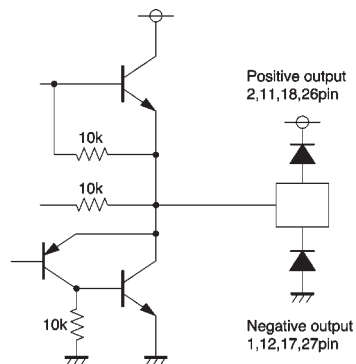 10k
10k
10k
Positive output
2,11,18,26pin
Negative output
1,12,17,27pin